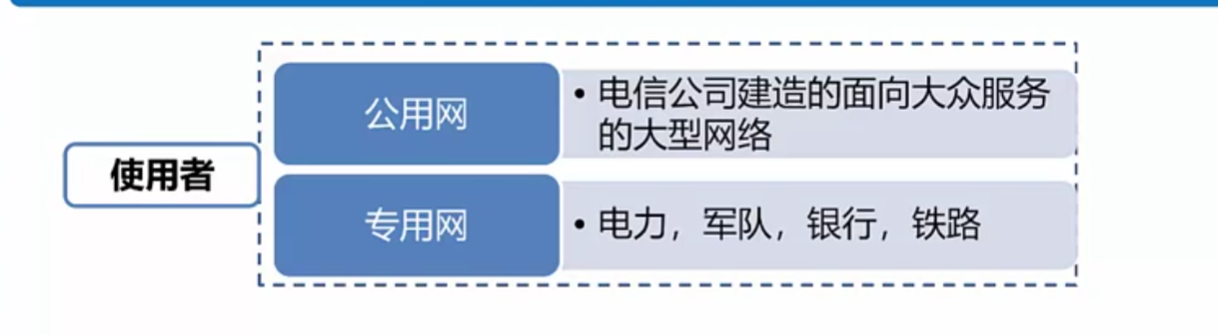 使用者
公用网
• 电信公司建造的面向大众服务
的大型网络
专用网
• 电力，军队，银行，铁路